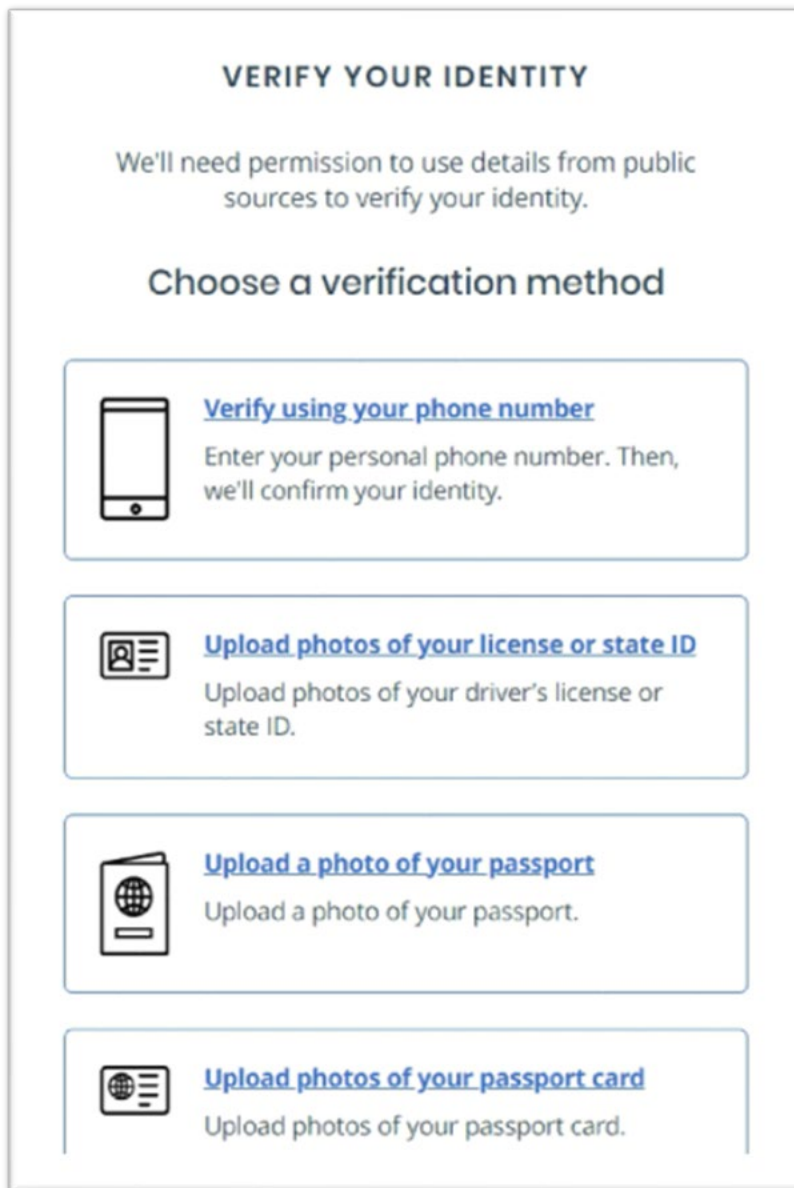 VERIFY YOUR IDENTITY
We'll need permission to use details from public
sources to verify your identity.
Choose a verification method
Verify using your phone number
Enter your personal phone number. Then,
we'll confirm your identity.
Upload photos of your license or state ID
Upload photos of your driver’s license or
state ID.
Upload a photo of your passport
Upload a photo of your passport.
Upload photos of your passport card
Upload photos of your passport card.